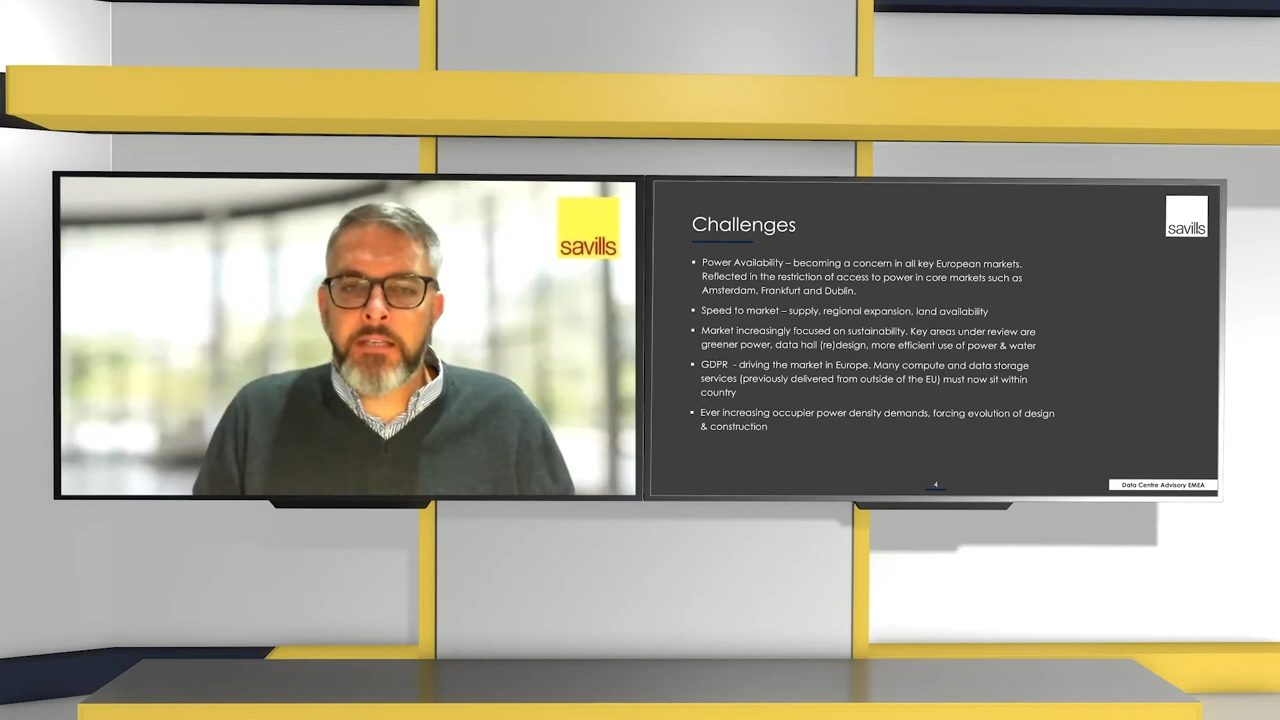 savills
Challenges
savills
Power Availability – becoming a concern in all key European markets.
Reflected in the restriction of access to power in core markets such as
Amsterdam, Frankfurt and Dublin.
Speed to market – supply, regional expansion, land availability
Market increasingly focused on sustainability. Key areas under review are
greener power, data hall (re)design, more efficient use of power & water
GDPR - driving the market in Europe. Many compute and data storage
services (previously delivered from outside of the EU) must now sit within
country
Ever increasing occupier power density demands, forcing evolution of design
& construction
4
Data Centre Advisory EMEA